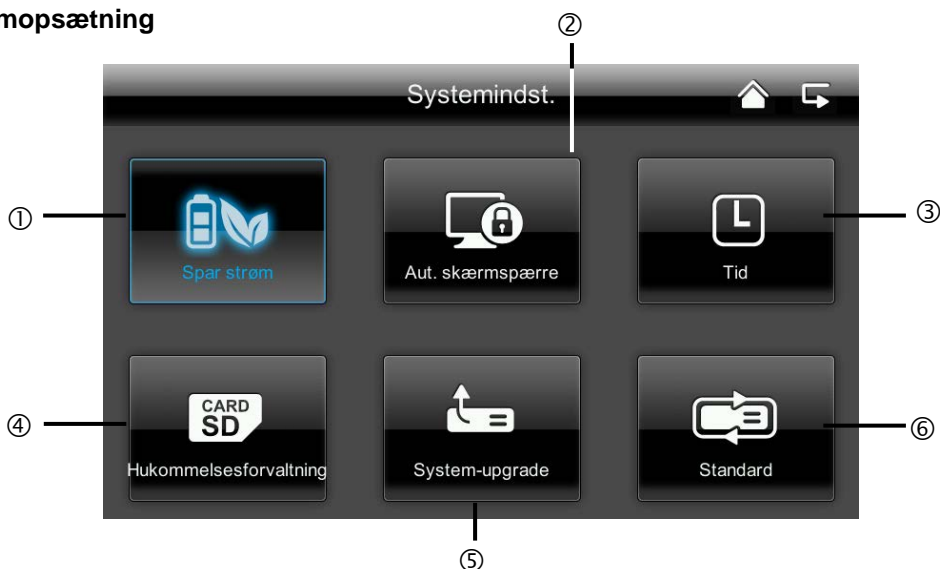 mopsætning
②
Systemindst.
①
③
Spar strøm
Aut. skærmspærre
Tid
CARD
SD
④
⑥
Hukommelsesforvaltning
System-upgrade
Standard
⑤